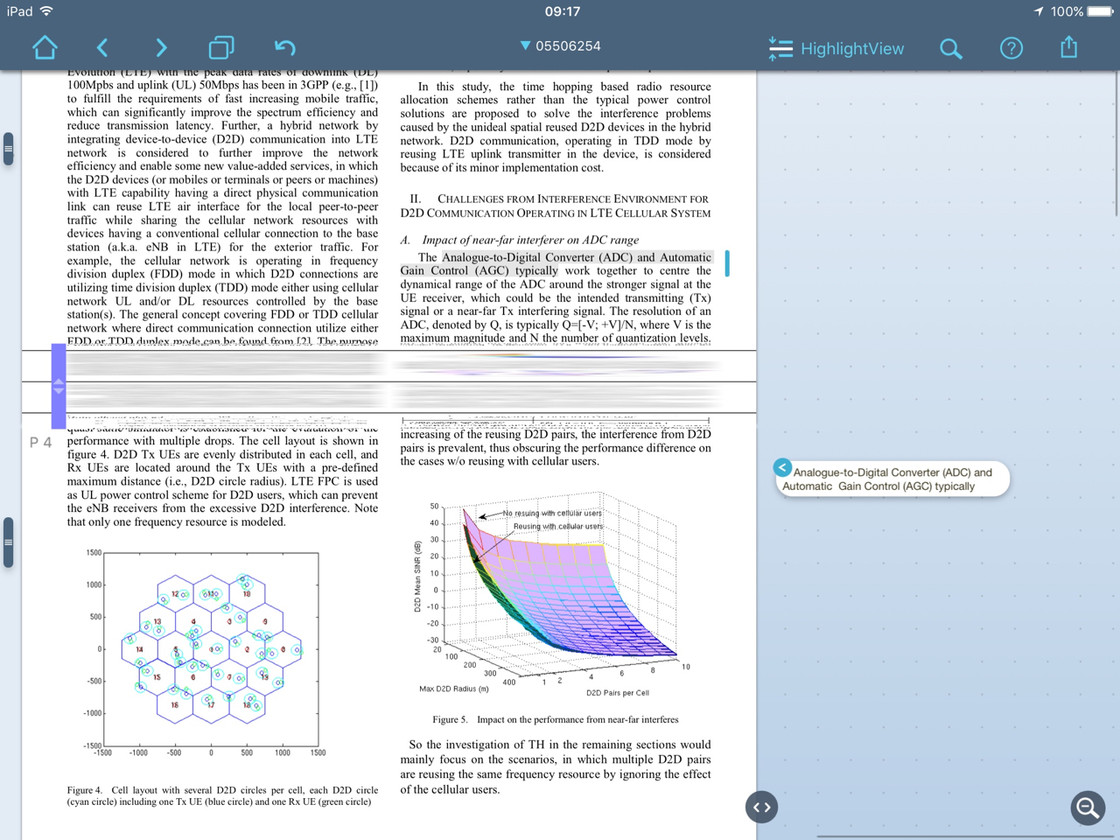 iPad
09:17
100%
05506254
HighlightView
Evolution (LTE) with the peak data rates of downlink (DL)
100Mbps and uplink (UL) 50Mbps has been in 3GPP (e.g., [1])
to fulfill the requirements of fast increasing mobile traffic,
which can significantly improve the spectrum efficiency and
reduce transmission latency. Further, a hybrid network by
integrating device-to-device (D2D) communication into LTE
network is considered to further improve the network
efficiency and enable some new value-added services, in which
the D2D devices (or mobiles or terminals or peers or machines)
with LTE capability having a direct physical communication
link can reuse LTE air interface for the local peer-to-peer
traffic while sharing the cellular network resources with
devices having a conventional cellular connection to the base
station (a.k.a. eNB in LTE) for the exterior traffic. For
example, the cellular network is operating in frequency
division duplex (FDD) mode in which D2D connections are
utilizing time division duplex (TDD) mode either using cellular
network UL and/or DL resources controlled by the base
station(s). The general concept covering FDD or TDD cellular
network where direct communication connection utilize either
FDD or TDD duplex mode can be found from [2]. The purpose
In this study, the time hopping based radio resource
allocation schemes rather than the typical power control
solutions are proposed to solve the interference problems
caused by the unideal spatial reused D2D devices in the hybrid
network. D2D communication, operating in TDD mode by
reusing LTE uplink transmitter in the device, is considered
because of its minor implementation cost.
II. CHALLENGES FROM INTERFERENCE ENVIRONMENT FOR
D2D COMMUNICATION OPERATING IN LTE CELLULAR SYSTEM
A. Impact of near-far interferer on ADC range
The Analogue-to-Digital Converter (ADC) and Automatic
Gain Control (AGC) typically work together to centre the
dynamical range of the ADC around the stronger signal at the
UE receiver, which could be the intended transmitting (Tx)
signal or a near-far Tx interfering signal. The resolution of an
ADC, denoted by Q, is typically Q=[-V; +V]/N, where V is the
maximum magnitude and N the number of quantization levels.
P 4
performance with multiple drops. The cell layout is shown in
figure 4. D2D Tx UEs are evenly distributed in each cell, and
Rx UEs are located around the Tx UEs with a pre-defined
maximum distance (i.e., D2D circle radius). LTE FPC is used
as UL power control scheme for D2D users, which can prevent
the eNB receivers from the excessive D2D interference. Note
that only one frequency resource is modeled.
1500
1000
500
0
-500
-1000
-1500
-1500 -1000 -500 0 500 1000 1500
12 18
13 4 9
14 2
15 6 7
16 17 18
Figure 4. Cell layout with several D2D circles per cell, each D2D circle
(cyan circle) including one Tx UE (blue circle) and one Rx UE (green circle)
increasing of the reusing D2D pairs, the interference from D2D
pairs is prevalent, thus obscuring the performance difference on
the cases w/o reusing with cellular users.
50
40
30
20
10
0
-10
-20
-30
D2D Mean SINR (dB)
No resuing with cellular users
Reusing with cellular users
20
100
200
300
400
Max D2D Radius (m)
1 2 4 6 8 10
D2D Pairs per Cell
Figure 5. Impact on the performance from near-far interferes
So the investigation of TH in the remaining sections would
mainly focus on the scenarios, in which multiple D2D pairs
are reusing the same frequency resource by ignoring the effect
of the cellular users.
Analogue-to-Digital Converter (ADC) and
Automatic Gain Control (AGC) typically